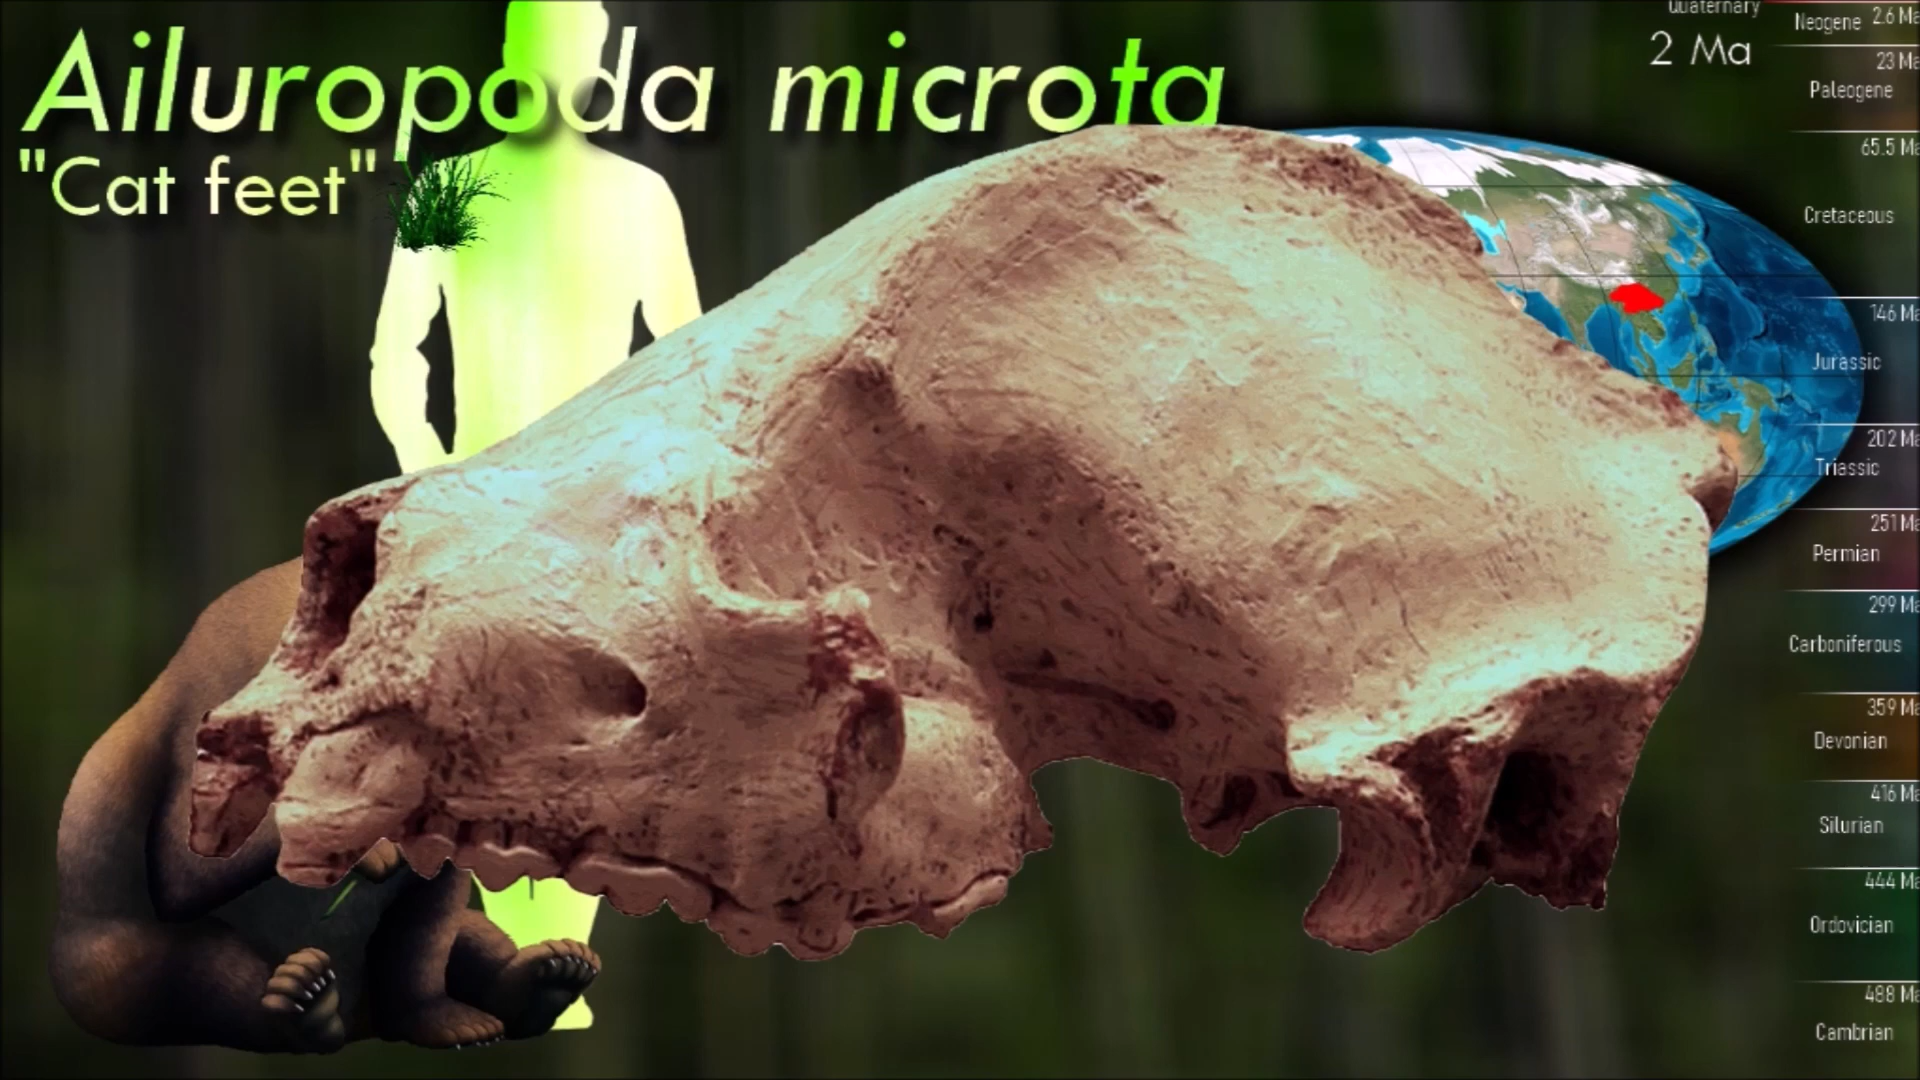 Ailuropoda microta
"Cat feet"
2 Ma
Quaternary
Neogene
2.6 Ma
23 Ma
Paleogene
65.5 Ma
Cretaceous
146 Ma
Jurassic
202 Ma
Triassic
251 Ma
Permian
299 Ma
Carboniferous
359 Ma
Devonian
416 Ma
Silurian
444 Ma
Ordovician
488 Ma
Cambrian